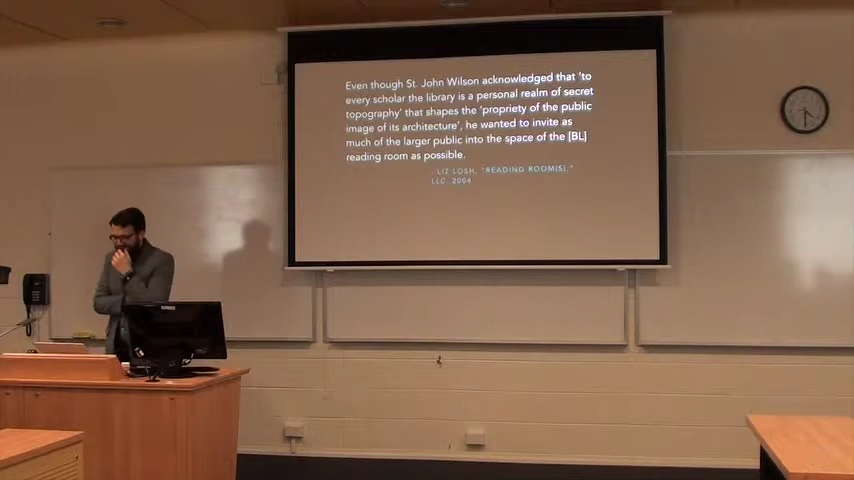 Even though St. John Wilson acknowledged that 'to
every scholar the library is a personal realm of secret
topography' that shapes the 'propriety of the public
image of its architecture', he wanted to invite as
much of the larger public into the space of the [BL]
reading room as possible.
- LIZ LOSH, "READING ROOM(S),"
LLC, 2004